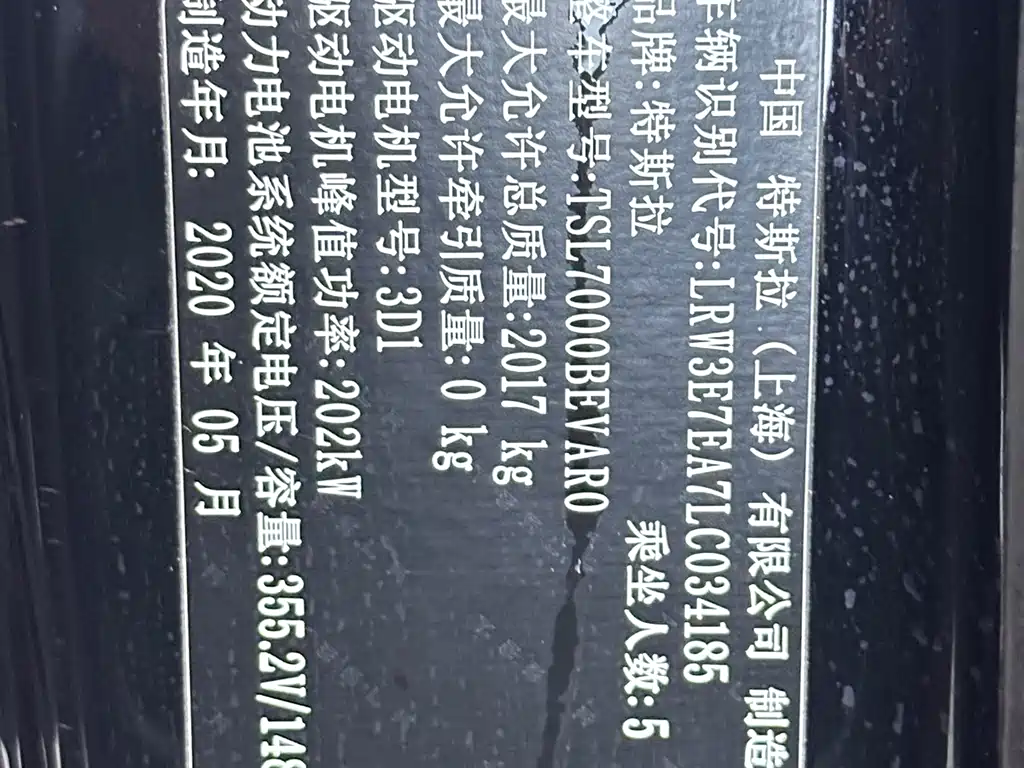 中国 特斯拉（上海）有限公司 制造
车辆识别代号:LRW3E7EA7LC034185
品牌:特斯拉 乘坐人数:5
整车型号:TSL7000BEVAR0
最大允许总质量:2017 kg
最大允许牵引质量: 0 kg
驱动电机型号:3D1
驱动电机峰值功率:202kW
动力电池系统额定电压/容量:355.2V/148
制造年月: 2020 年 05 月